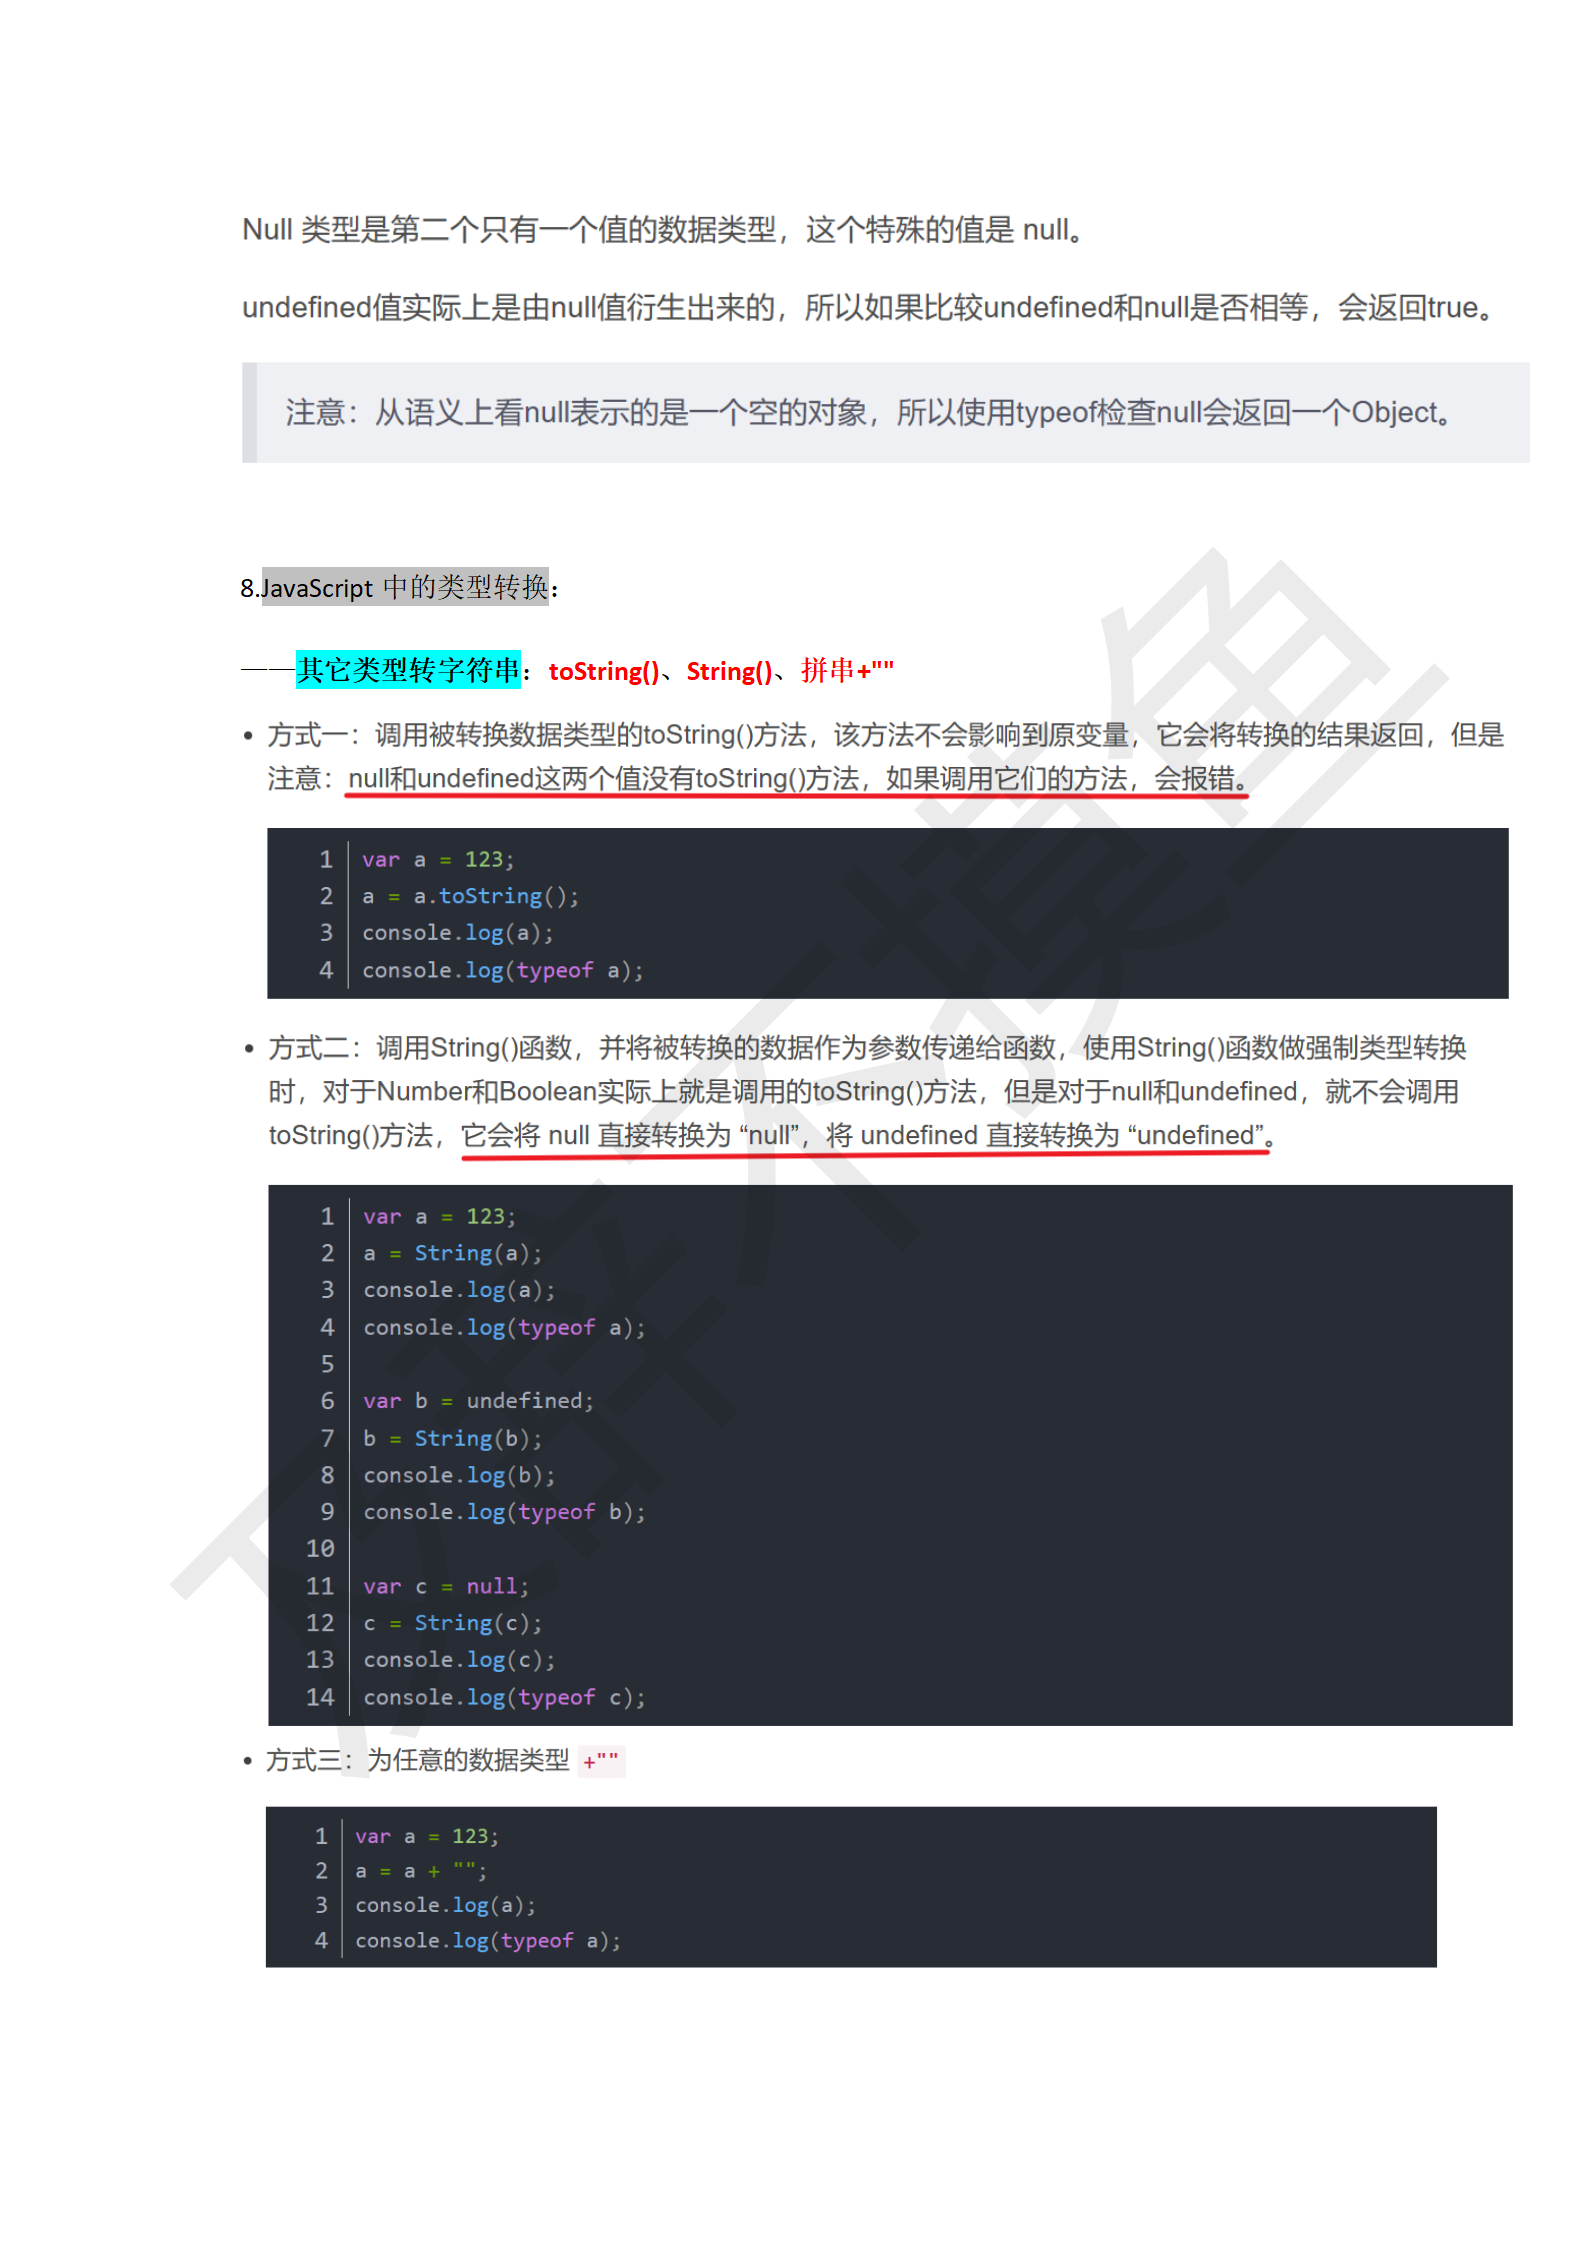 Null 类型是第二个只有一个值的数据类型，这个特殊的值是 null。
undefined值实际上是由null值衍生出来的，所以如果比较undefined和null是否相等，会返回true。
注意：从语义上看null表示的是一个空的对象，所以使用typeof检查null会返回一个Object。
8.JavaScript 中的类型转换：
——其它类型转字符串：toString()、String()、拼串+""
• 方式一：调用被转换数据类型的toString()方法，该方法不会影响到原变量，它会将转换的结果返回，但是
注意：null和undefined这两个值没有toString()方法，如果调用它们的方法，会报错。
1 var a = 123;
2 a = a.toString();
3 console.log(a);
4 console.log(typeof a);
• 方式二：调用String()函数，并将被转换的数据作为参数传递给函数，使用String()函数做强制类型转换
时，对于Number和Boolean实际上就是调用的toString()方法，但是对于null和undefined，就不会调用
toString()方法，它会将 null 直接转换为 “null”，将 undefined 直接转换为 “undefined”。
1 var a = 123;
2 a = String(a);
3 console.log(a);
4 console.log(typeof a);
5
6 var b = undefined;
7 b = String(b);
8 console.log(b);
9 console.log(typeof b);
10
11 var c = null;
12 c = String(c);
13 console.log(c);
14 console.log(typeof c);
• 方式三：为任意的数据类型 +""
1 var a = 123;
2 a = a + "";
3 console.log(a);
4 console.log(typeof a);
不摸鱼